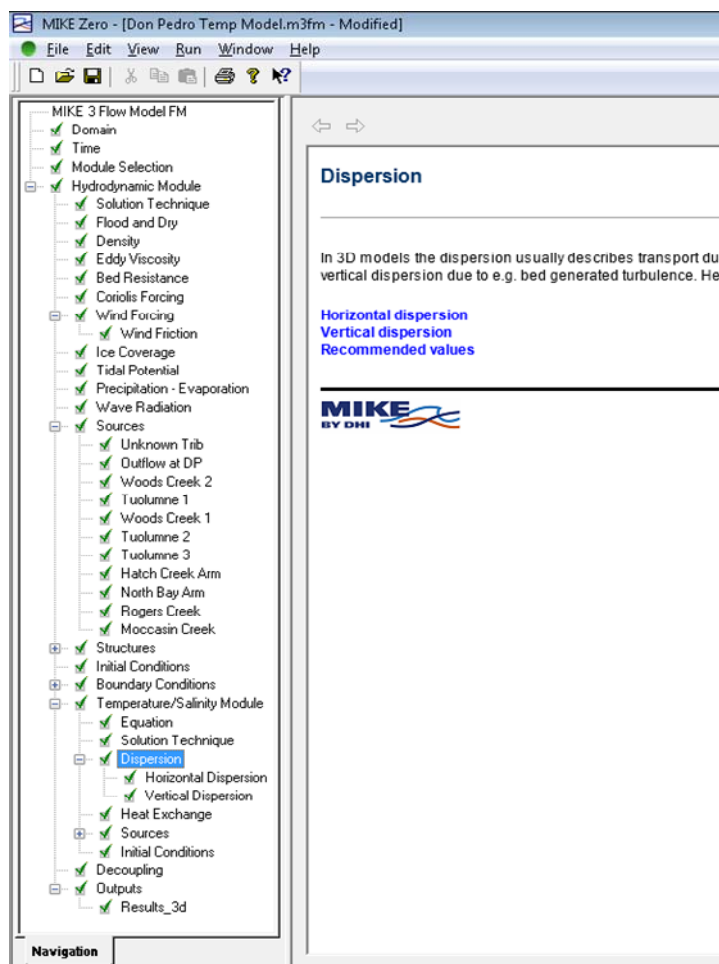 MIKE Zero - [Don Pedro Temp Model.m3fm - Modified]
File Edit View Run Window Help
MIKE 3 Flow Model FM
Domain
Time
Module Selection
Hydrodynamic Module
Solution Technique
Flood and Dry
Density
Eddy Viscosity
Bed Resistance
Coriolis Forcing
Wind Forcing
Wind Friction
Ice Coverage
Tidal Potential
Precipitation - Evaporation
Wave Radiation
Sources
Unknown Trib
Outflow at DP
Woods Creek 2
Tuolumne 1
Woods Creek 1
Tuolumne 2
Tuolumne 3
Hatch Creek Arm
North Bay Arm
Rogers Creek
Moccasin Creek
Structures
Initial Conditions
Boundary Conditions
Temperature/Salinity Module
Equation
Solution Technique
Dispersion
Horizontal Dispersion
Vertical Dispersion
Heat Exchange
Sources
Initial Conditions
Decoupling
Outputs
Results_3d
Navigation
Dispersion
In 3D models the dispersion usually describes transport du
vertical dispersion due to e.g. bed generated turbulence. He
Horizontal dispersion
Vertical dispersion
Recommended values
MIKE
BY DHI